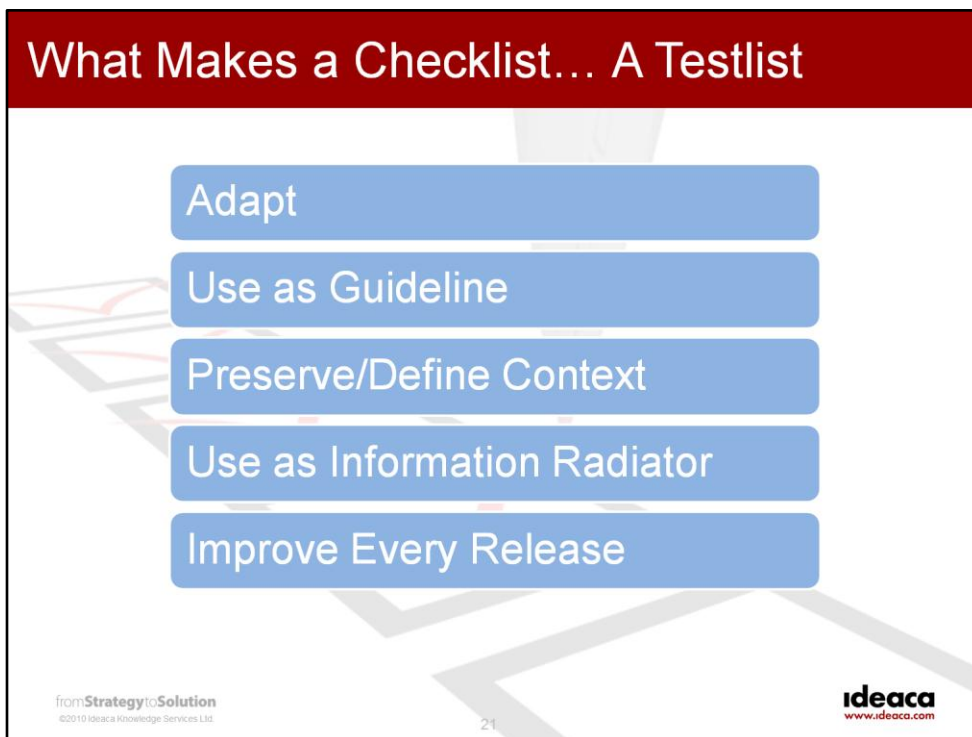 What Makes a Checklist… A Testlist
Adapt
Use as Guideline
Preserve/Define Context
Use as Information Radiator
Improve Every Release
fromStrategytoSolution
©2010 Ideaca Knowledge Services Ltd.
21
ideaca
www.ideaca.com